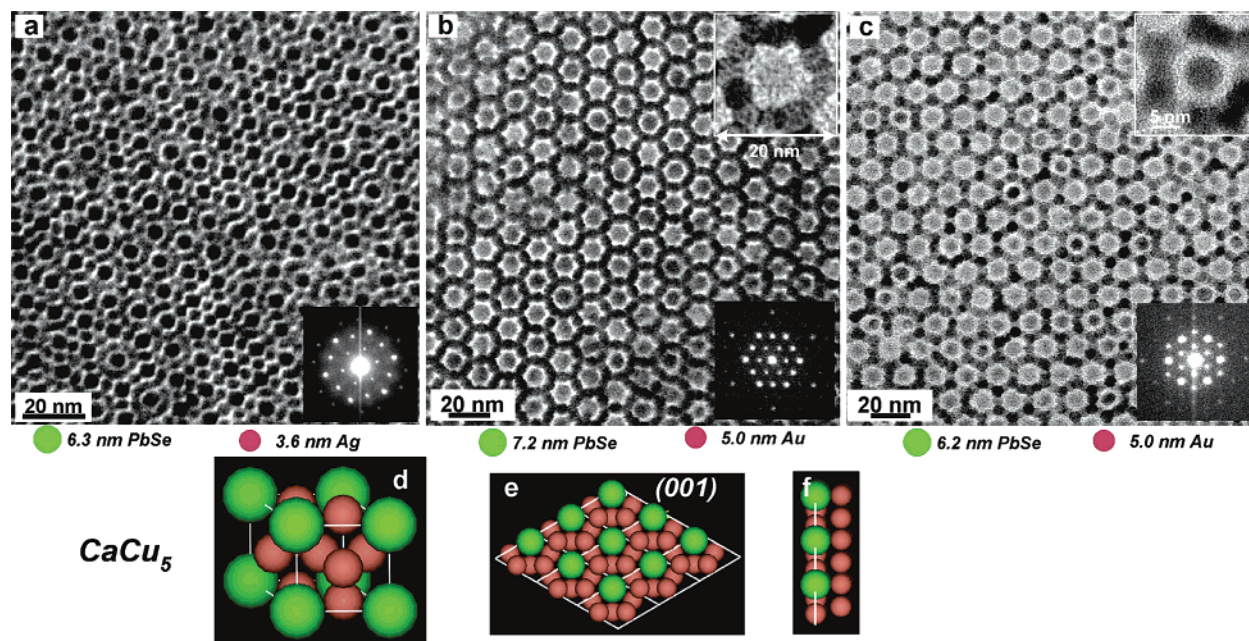 a
b
c
20 nm
5 nm
20 nm
20 nm
20 nm
6.3 nm PbSe
3.6 nm Ag
7.2 nm PbSe
5.0 nm Au
6.2 nm PbSe
5.0 nm Au
d
e
(001)
f
CaCu5